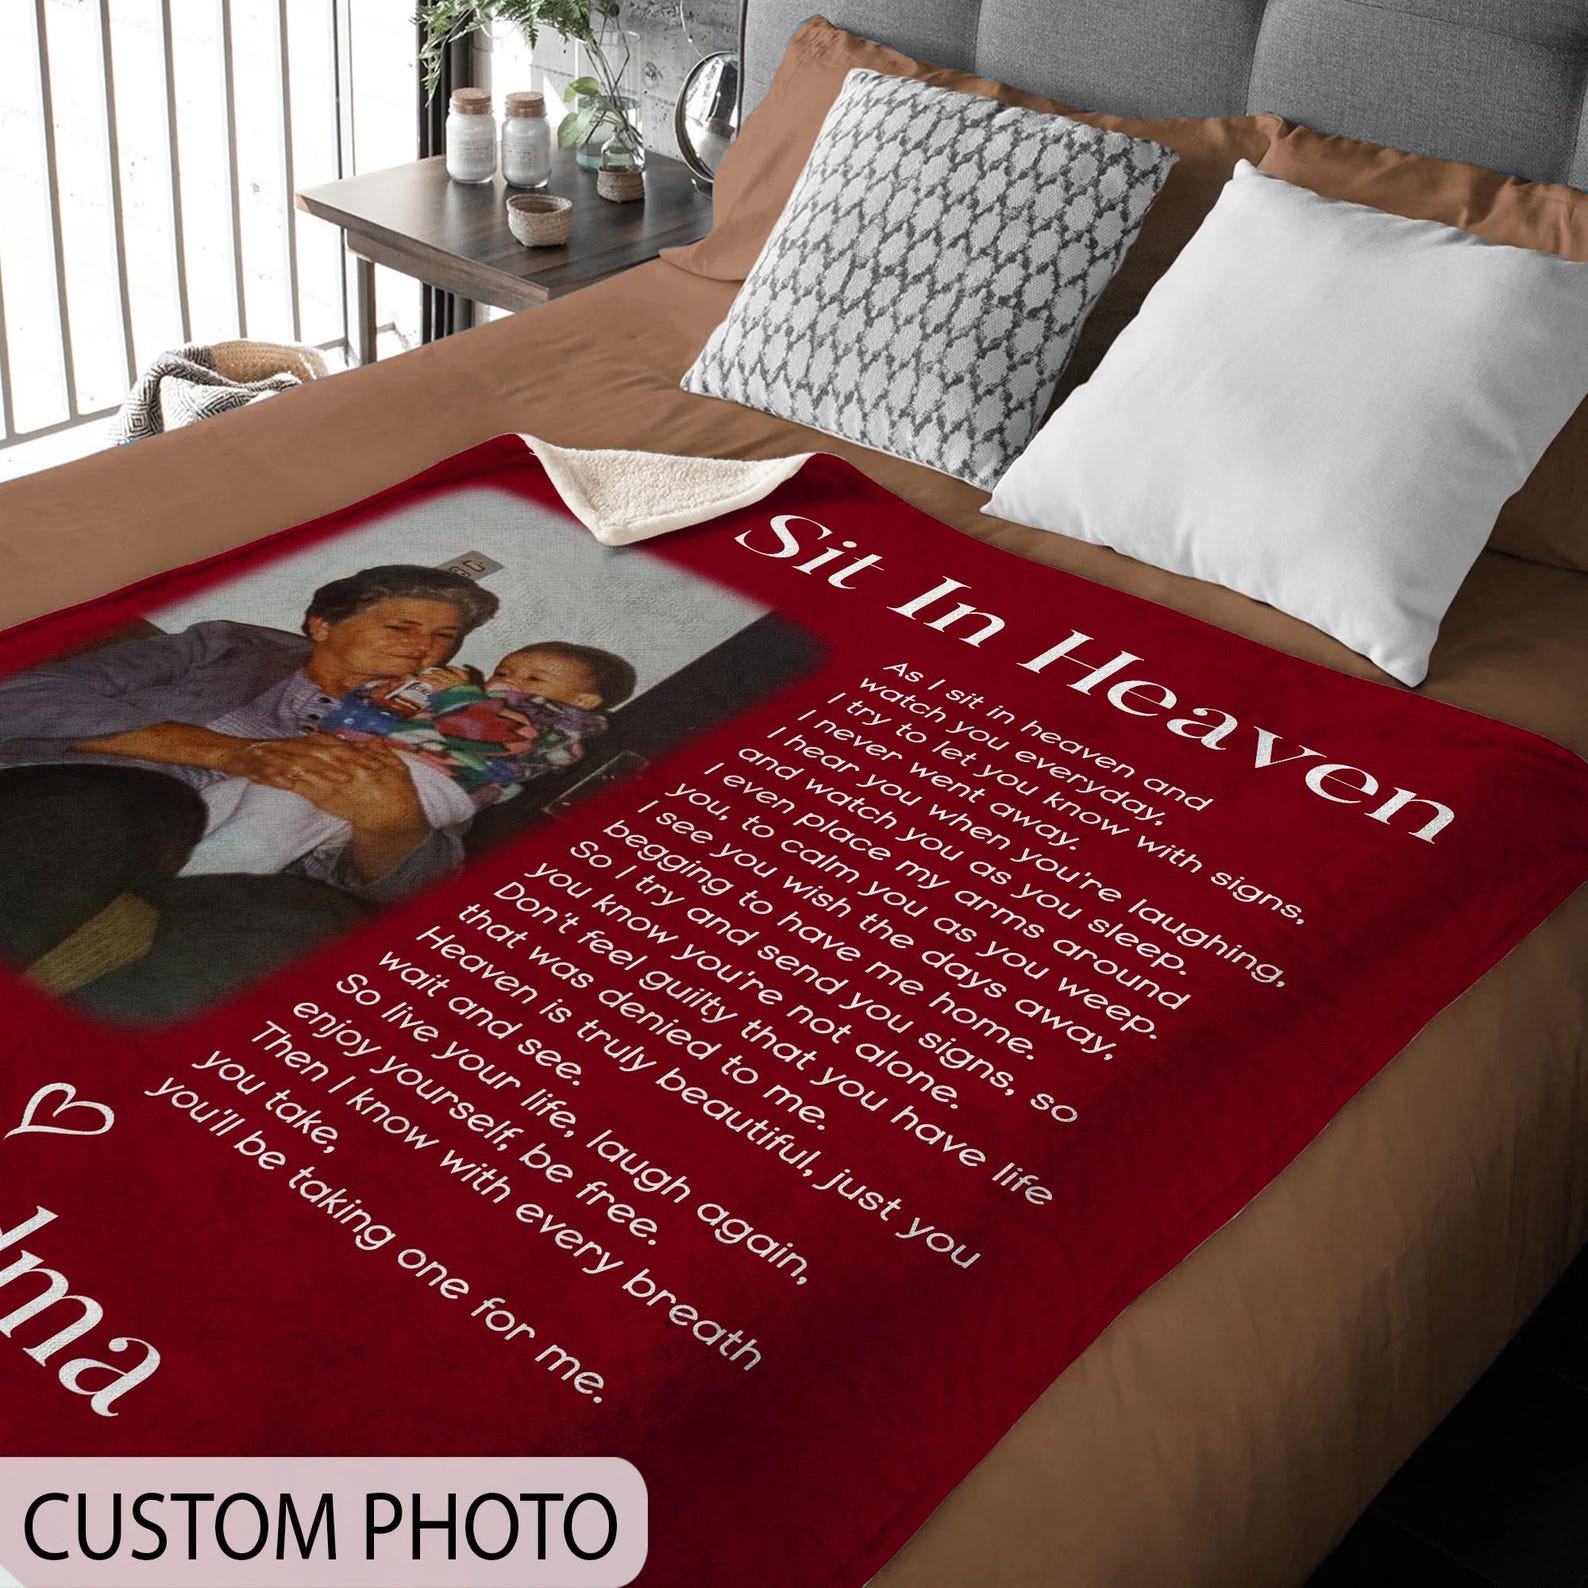 Sit In Heaven
As I sit in heaven and
watch you everyday,
I try to let you know with signs,
I never went away.
I hear you when you're laughing,
and watch you as you sleep.
I even place my arms around
you, to calm you as you weep.
I see you wish the days away,
begging to have me home.
So I try and send you signs, so
you know you're not alone.
Don't feel guilty that you have life
that was denied to me.
Heaven is truly beautiful, just you
wait and see.
So live your life, laugh again,
enjoy yourself, be free.
Then I know with every breath
you take,
you'll be taking one for me.
dma
CUSTOM PHOTO